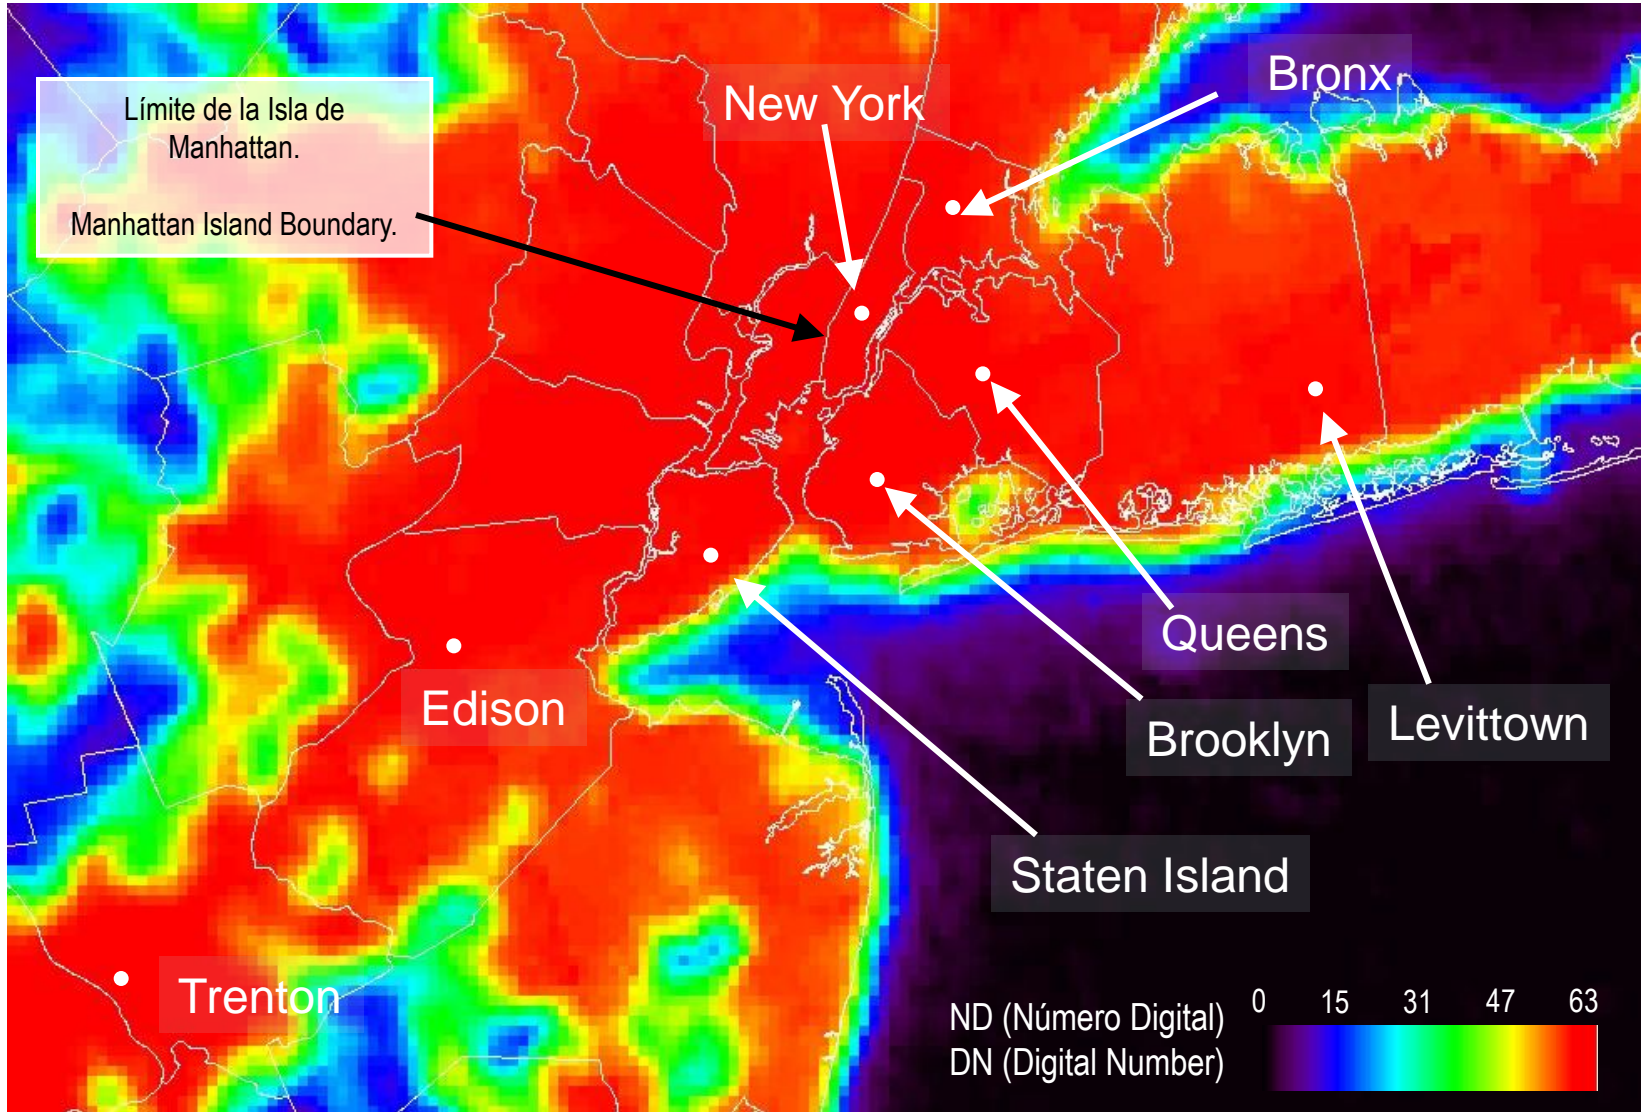 Límite de la Isla de
Manhattan.
Manhattan Island Boundary.
New York
Bronx
Queens
Edison
Brooklyn
Levittown
Staten Island
Trenton
ND (Número Digital)
DN (Digital Number)
0 15 31 47 63